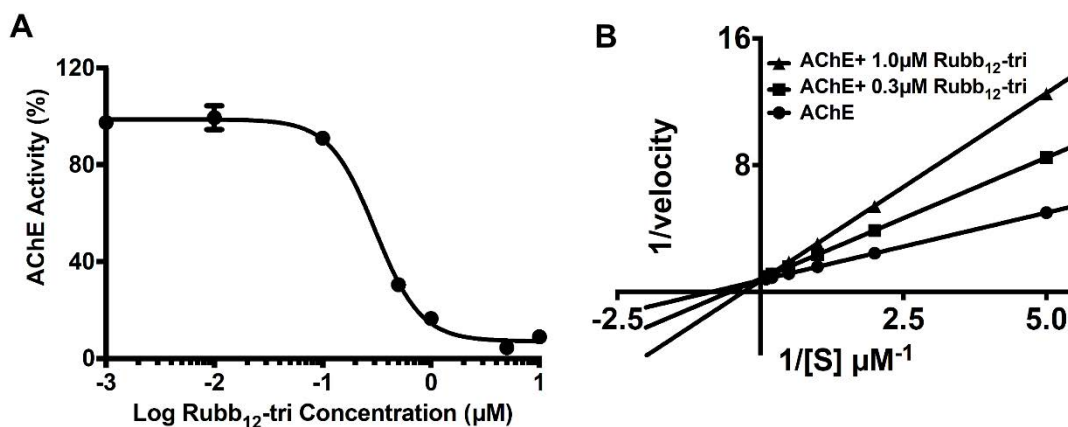 A
AChE Activity (%)
120
80
40
0
-3
-2
-1
0
1
Log Rubb₁₂-tri Concentration (µM)
B
1/velocity
16
8
AChE+ 1.0µM Rubb₁₂-tri
AChE+ 0.3µM Rubb₁₂-tri
AChE
-2.5
2.5
5.0
1/[S] µM⁻¹